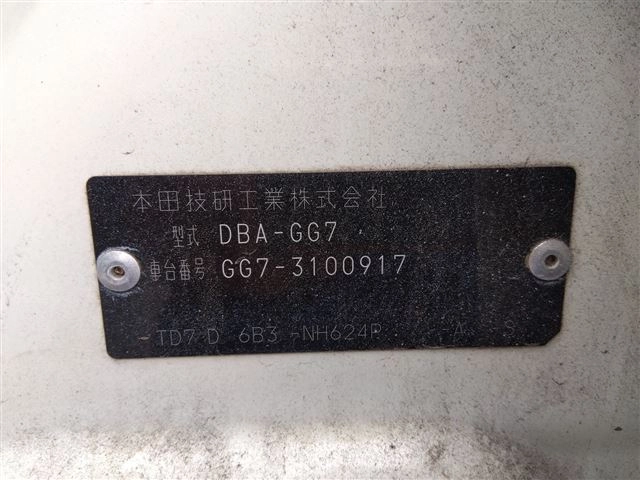 本田技研工業株式会社
型式 DBA-GG7
車台番号 GG7-3100917
-TD7 D 6B3 -NH624P -A S